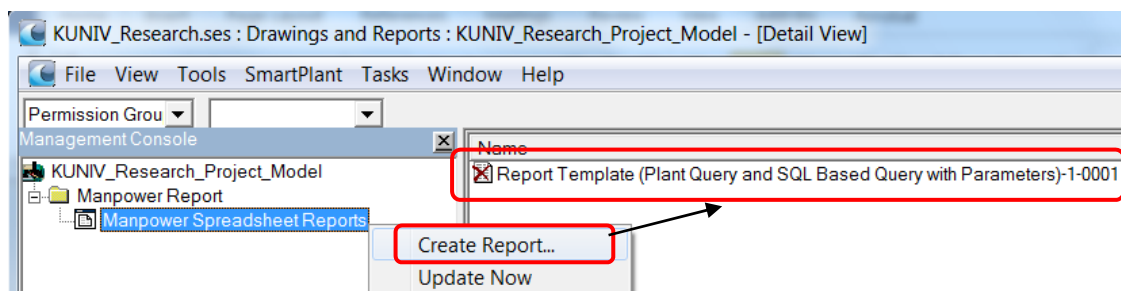 KUNIV_Research.ses : Drawings and Reports : KUNIV_Research_Project_Model - [Detail View]
File View Tools SmartPlant Tasks Window Help
Permission Grou
Management Console
Name
KUNIV_Research_Project_Model
Report Template (Plant Query and SQL Based Query with Parameters)-1-0001
Manpower Report
Manpower Spreadsheet Reports
Create Report...
Update Now